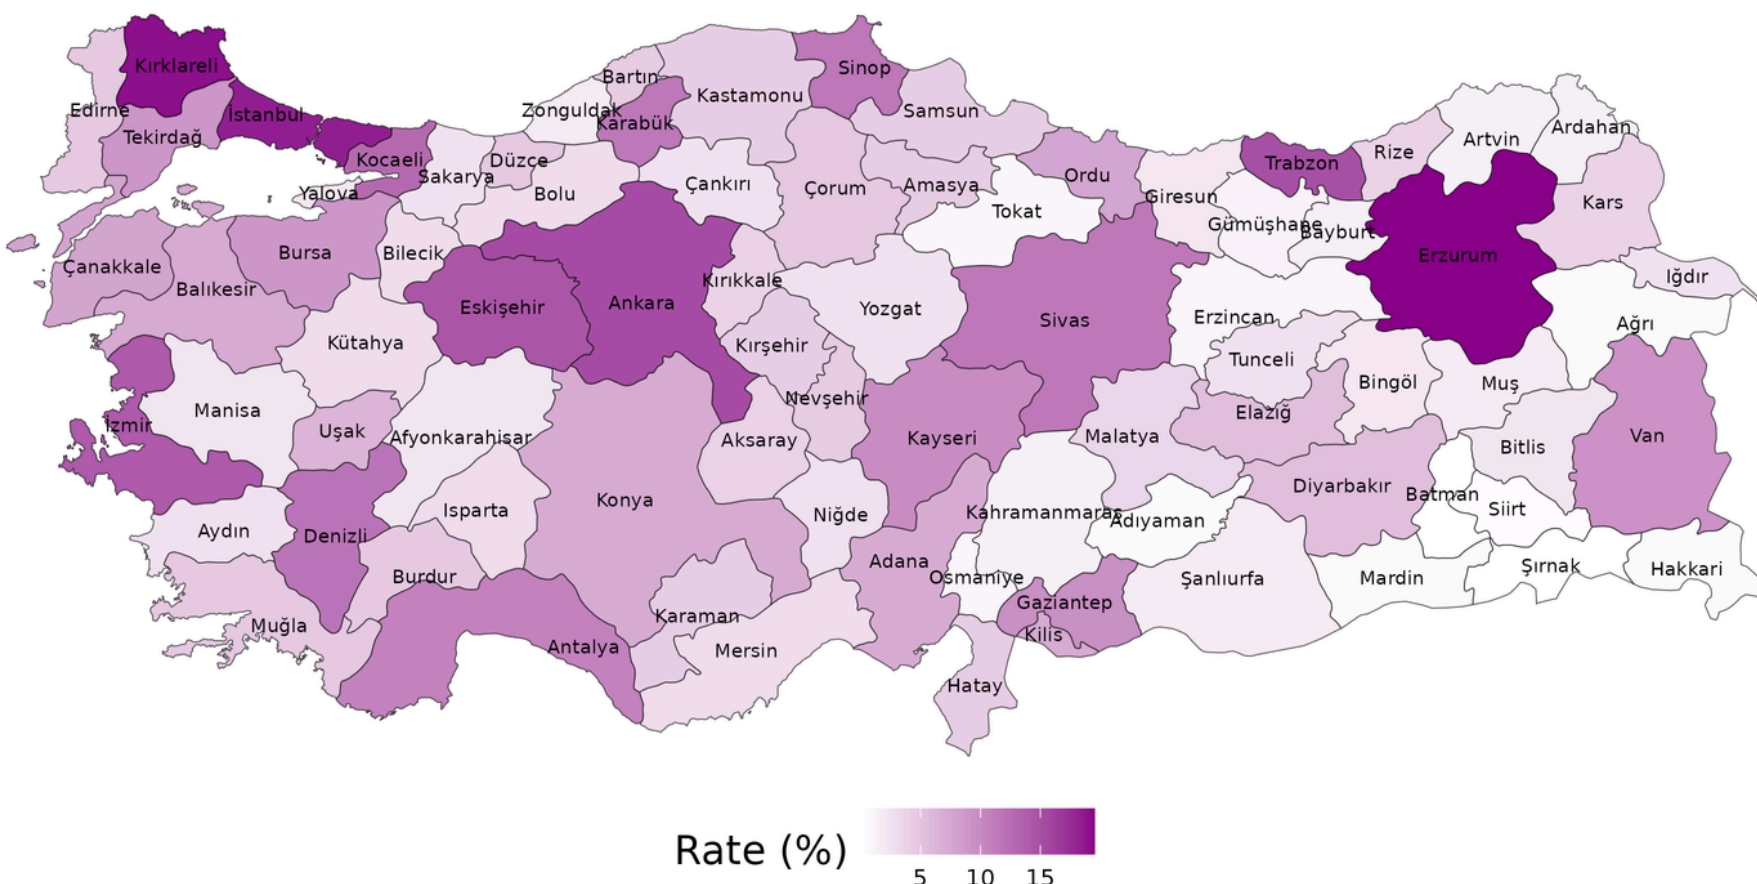 Kırklareli
Sinop
Bartın
Kastamonu
Edirne
İstanbul
Zonguldak
Samsun
Karabük
Tekirdağ
Ardahan
Artvin
Rize
Kocaeli
Düzce
Trabzon
Sakarya
Çankırı
Amasya
Çorum
Ordu
Yalova
Bolu
Giresun
Kars
Tokat
Gümüşhane
Bayburt
Bursa
Bilecik
Erzurum
Çanakkale
Kırıkkale
Iğdır
Balıkesir
Eskişehir
Ankara
Yozgat
Sivas
Erzincan
Ağrı
Kütahya
Kırşehir
Tunceli
Bingöl
Muş
Nevşehir
Manisa
Elazığ
İzmir
Uşak
Afyonkarahisar
Aksaray
Kayseri
Malatya
Van
Bitlis
Diyarbakır
Batman
Konya
Isparta
Siirt
Niğde
Kahramanmaraş
Adıyaman
Aydın
Denizli
Adana
Şırnak
Hakkari
Burdur
Osmaniye
Şanlıurfa
Mardin
Gaziantep
Karaman
Muğla
Kilis
Antalya
Mersin
Hatay
Rate (%)
5 10 15